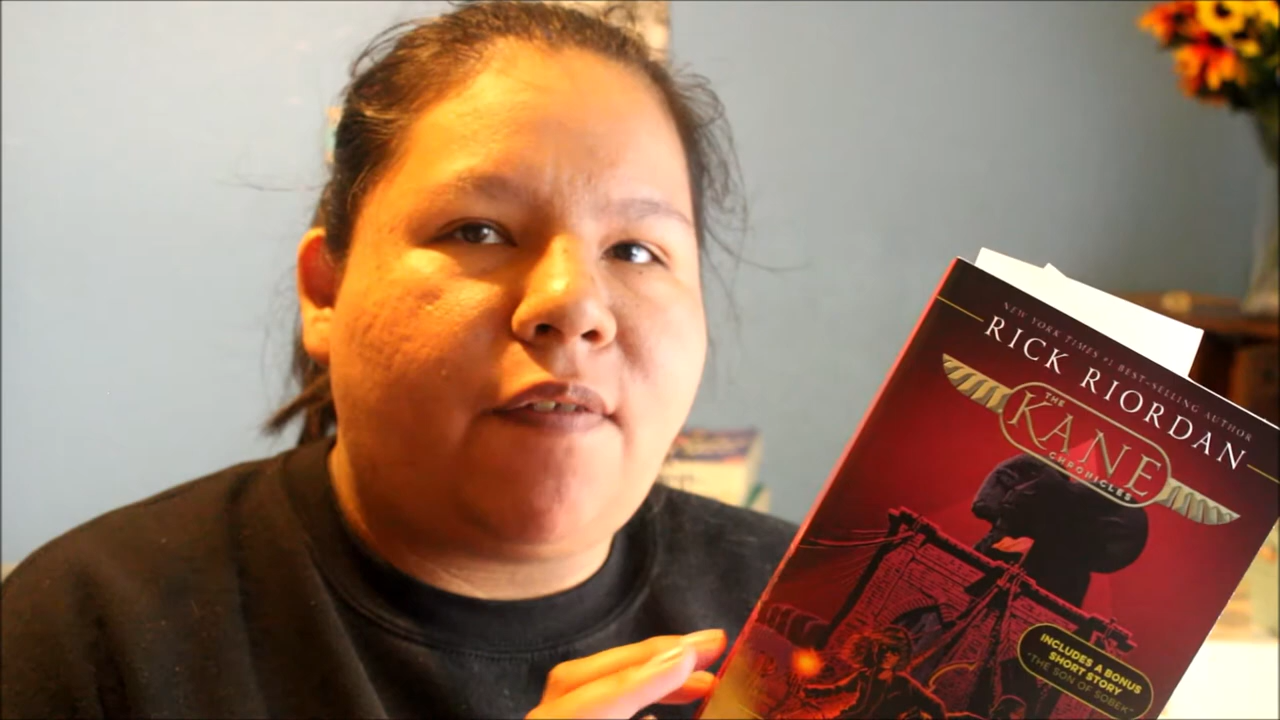 NEW YORK TIMES #1 BEST-SELLING AUTHOR
RICK RIORDAN
THE
KANE
CHRONICLES
INCLUDES A BONUS
SHORT STORY
"THE SON OF SOBEK"